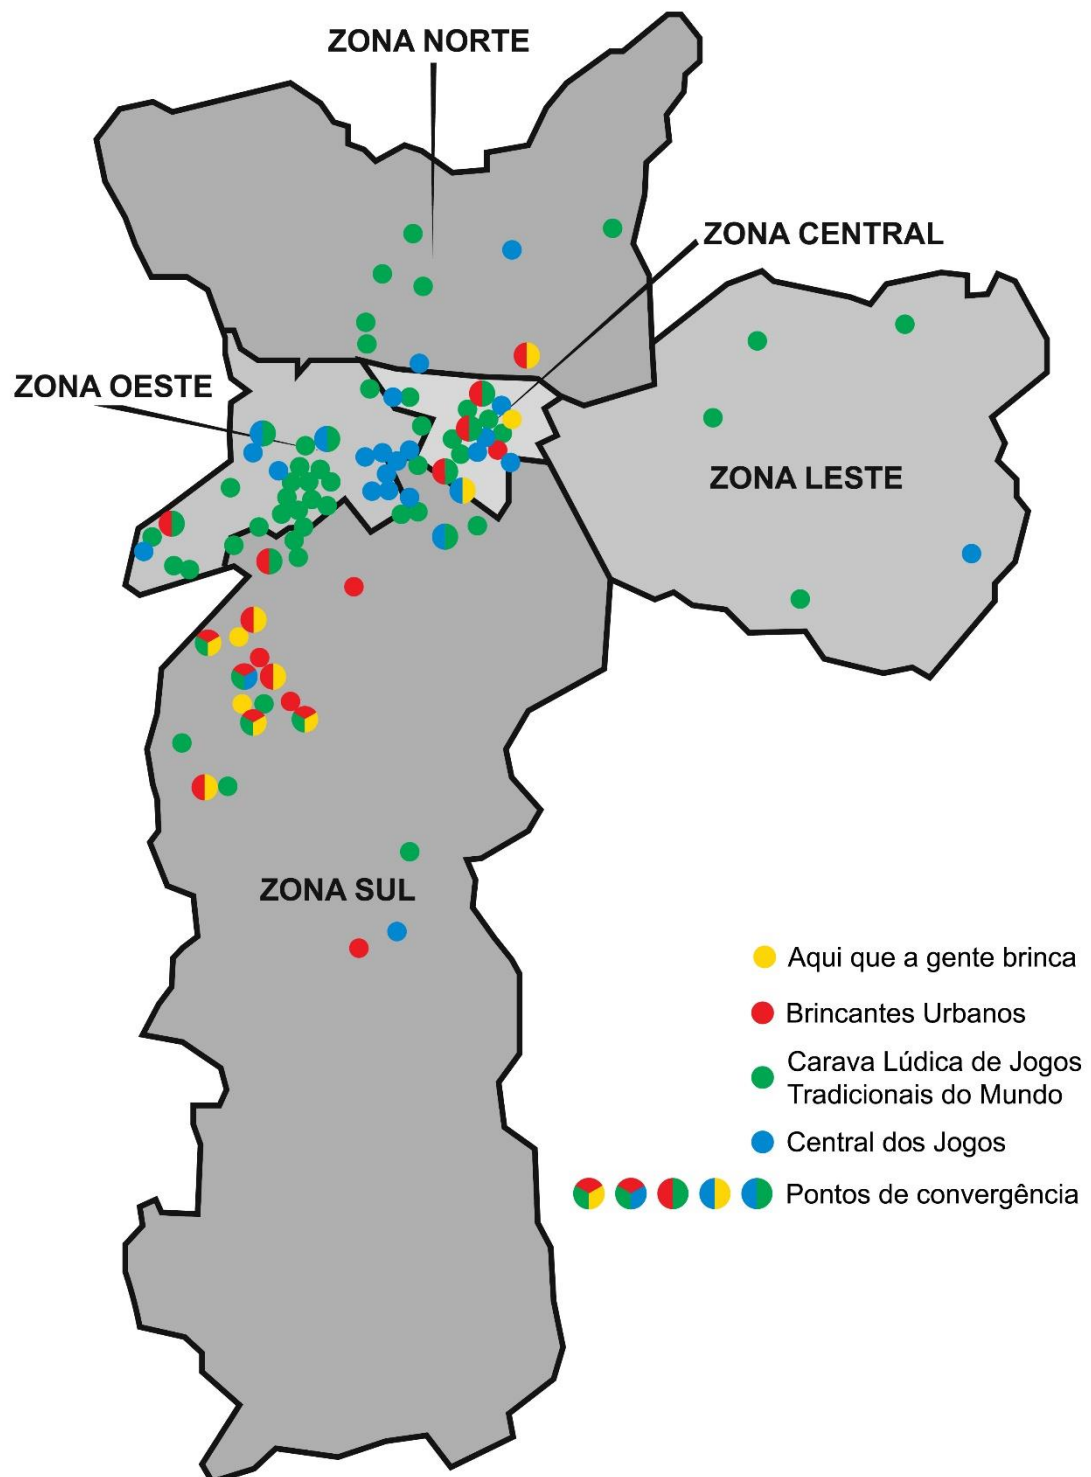 ZONA NORTE
ZONA CENTRAL
ZONA OESTE
ZONA LESTE
ZONA SUL
Aqui que a gente brinca
Brincantes Urbanos
Carava Lúdica de Jogos
Tradicionais do Mundo
Central dos Jogos
Pontos de convergência